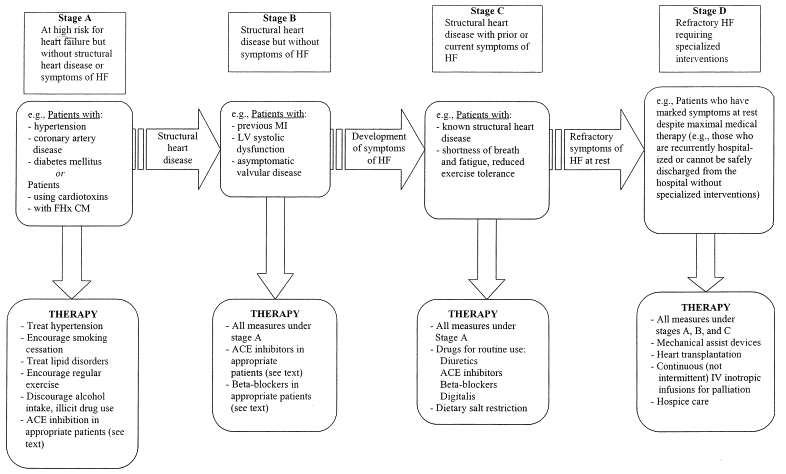 Stage A
At high risk for
heart failure but
without structural
heart disease or
symptoms of HF
Stage B
Structural heart
disease but without
symptoms of HF
Stage C
Structural heart
disease with prior or
current symptoms of
HF
Stage D
Refractory HF
requiring
specialized
interventions
e.g., Patients with:
- hypertension
- coronary artery
disease
- diabetes mellitus
or
Patients
- using cardiotoxins
- with FHx CM
Structural
heart
disease
e.g., Patients with:
- previous MI
- LV systolic
dysfunction
- asymptomatic
valvular disease
Development
of symptoms
of HF
e.g., Patients with:
- known structural heart
disease
- shortness of breath
and fatigue, reduced
exercise tolerance
Refractory
symptoms of
HF at rest
e.g., Patients who have
marked symptoms at rest
despite maximal medical
therapy (e.g., those who
are recurrently hospital-
ized or cannot be safely
discharged from the
hospital without
specialized interventions)
THERAPY
- Treat hypertension
- Encourage smoking
cessation
- Treat lipid disorders
- Encourage regular
exercise
- Discourage alcohol
intake, illicit drug use
- ACE inhibition in
appropriate patients (see
text)
THERAPY
- All measures under
stage A
- ACE inhibitors in
appropriate
patients (see text)
- Beta-blockers in
appropriate patients
(see text)
THERAPY
- All measures under
Stage A
- Drugs for routine use:
Diuretics
ACE inhibitors
Beta-blockers
Digitalis
- Dietary salt restriction
THERAPY
- All measures under
stages A, B, and C
- Mechanical assist devices
- Heart transplantation
- Continuous (not
intermittent) IV inotropic
infusions for palliation
- Hospice care